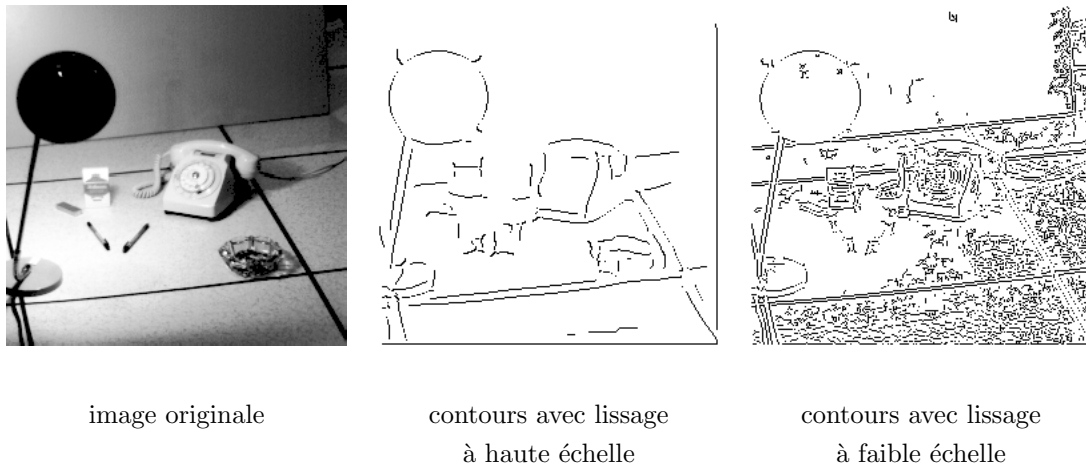 image originale
contours avec lissage
à haute échelle
contours avec lissage
à faible échelle